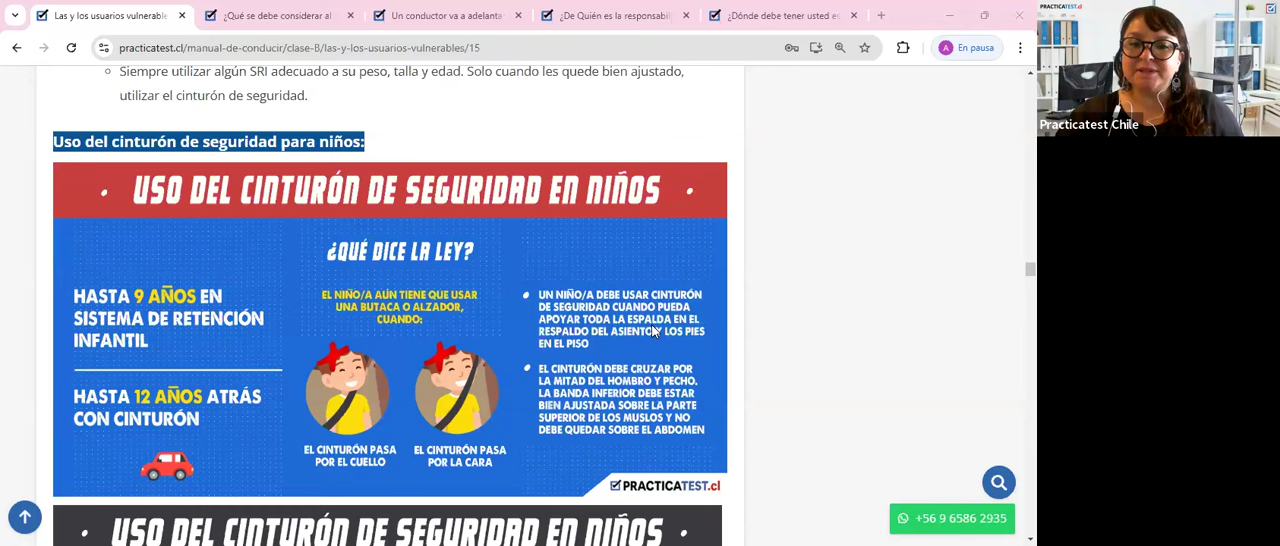 Las y los usuarios vulnerable
¿Qué se debe considerar al
Un conductor va a adelanta
¿De Quién es la responsabil
¿Dónde debe tener usted es
practicatest.cl/manual-de-conducir/clase-B/las-y-los-usuarios-vulnerables/15
A En pausa
PRACTICATEST.cl
Practicatest Chile
Siempre utilizar algún SRI adecuado a su peso, talla y edad. Solo cuando les quede bien ajustado,
utilizar el cinturón de seguridad.
Uso del cinturón de seguridad para niños:
• USO DEL CINTURÓN DE SEGURIDAD EN NIÑOS •
¿QUÉ DICE LA LEY?
HASTA 9 AÑOS EN
SISTEMA DE RETENCIÓN
INFANTIL
HASTA 12 AÑOS ATRÁS
CON CINTURÓN
EL NIÑO/A AÚN TIENE QUE USAR
UNA BUTACA O ALZADOR,
CUANDO:
EL CINTURÓN PASA
POR EL CUELLO
EL CINTURÓN PASA
POR LA CARA
UN NIÑO/A DEBE USAR CINTURÓN
DE SEGURIDAD CUANDO PUEDA
APOYAR TODA LA ESPALDA EN EL
RESPALDO DEL ASIENTO Y LOS PIES
EN EL PISO
EL CINTURÓN DEBE CRUZAR POR
LA MITAD DEL HOMBRO Y PECHO.
LA BANDA INFERIOR DEBE ESTAR
BIEN AJUSTADA SOBRE LA PARTE
SUPERIOR DE LOS MUSLOS Y NO
DEBE QUEDAR SOBRE EL ABDOMEN
PRACTICATEST.cl
+56 9 6586 2935
• USO DEL CINTURÓN DE SEGURIDAD EN NIÑOS •